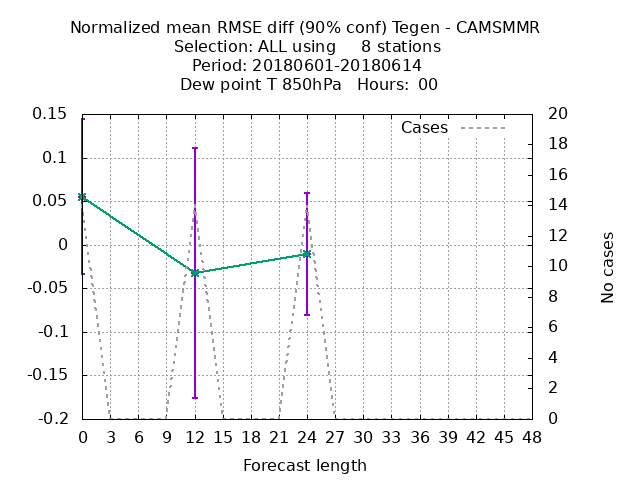 Normalized mean RMSE diff (90% conf) Tegen - CAMSMMR
Selection: ALL using     8 stations
Period: 20180601-20180614
Dew point T 850hPa   Hours:  00
Cases
0.15
0.1
0.05
0
-0.05
-0.1
-0.15
-0.2
20
18
16
14
12
10
8
6
4
2
0
No cases
0 3 6 9 12 15 18 21 24 27 30 33 36 39 42 45 48
Forecast length